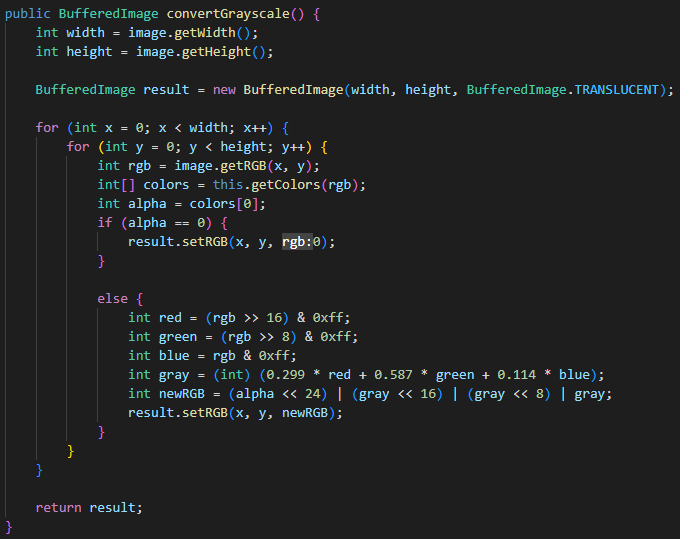 public BufferedImage convertGrayscale() {
    int width = image.getWidth();
    int height = image.getHeight();

    BufferedImage result = new BufferedImage(width, height, BufferedImage.TRANSLUCENT);

    for (int x = 0; x < width; x++) {
        for (int y = 0; y < height; y++) {
            int rgb = image.getRGB(x, y);
            int[] colors = this.getColors(rgb);
            int alpha = colors[0];
            if (alpha == 0) {
                result.setRGB(x, y, rgb:0);
            }

            else {
                int red = (rgb >> 16) & 0xff;
                int green = (rgb >> 8) & 0xff;
                int blue = rgb & 0xff;
                int gray = (int) (0.299 * red + 0.587 * green + 0.114 * blue);
                int newRGB = (alpha << 24) | (gray << 16) | (gray << 8) | gray;
                result.setRGB(x, y, newRGB);
            }
        }
    }

    return result;
}